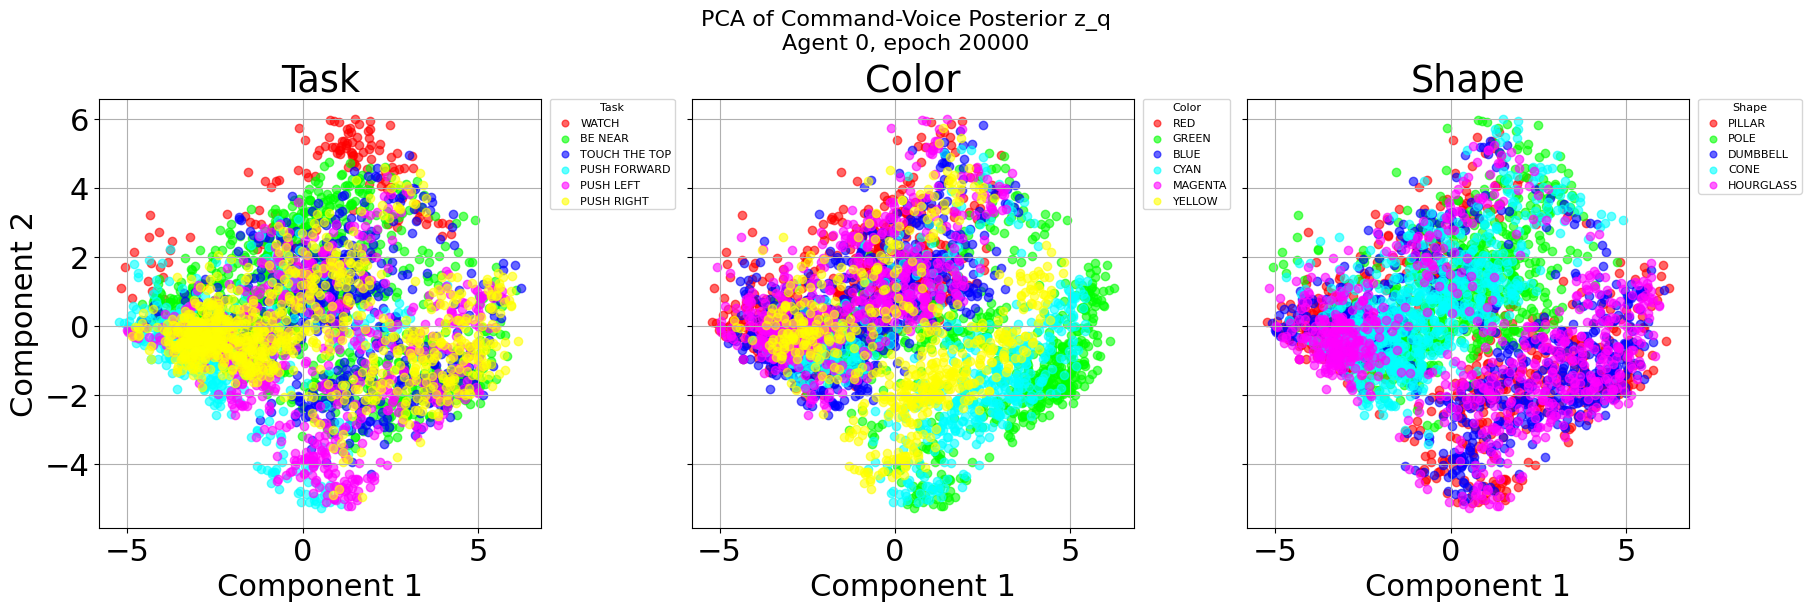 PCA of Command-Voice Posterior z_q
Agent 0, epoch 20000
Task
Color
Shape
Component 2
6
4
2
0
−2
−4
−5 0 5
Component 1
Task
WATCH
BE NEAR
TOUCH THE TOP
PUSH FORWARD
PUSH LEFT
PUSH RIGHT
−5 0 5
Component 1
Color
RED
GREEN
BLUE
CYAN
MAGENTA
YELLOW
−5 0 5
Component 1
Shape
PILLAR
POLE
DUMBBELL
CONE
HOURGLASS